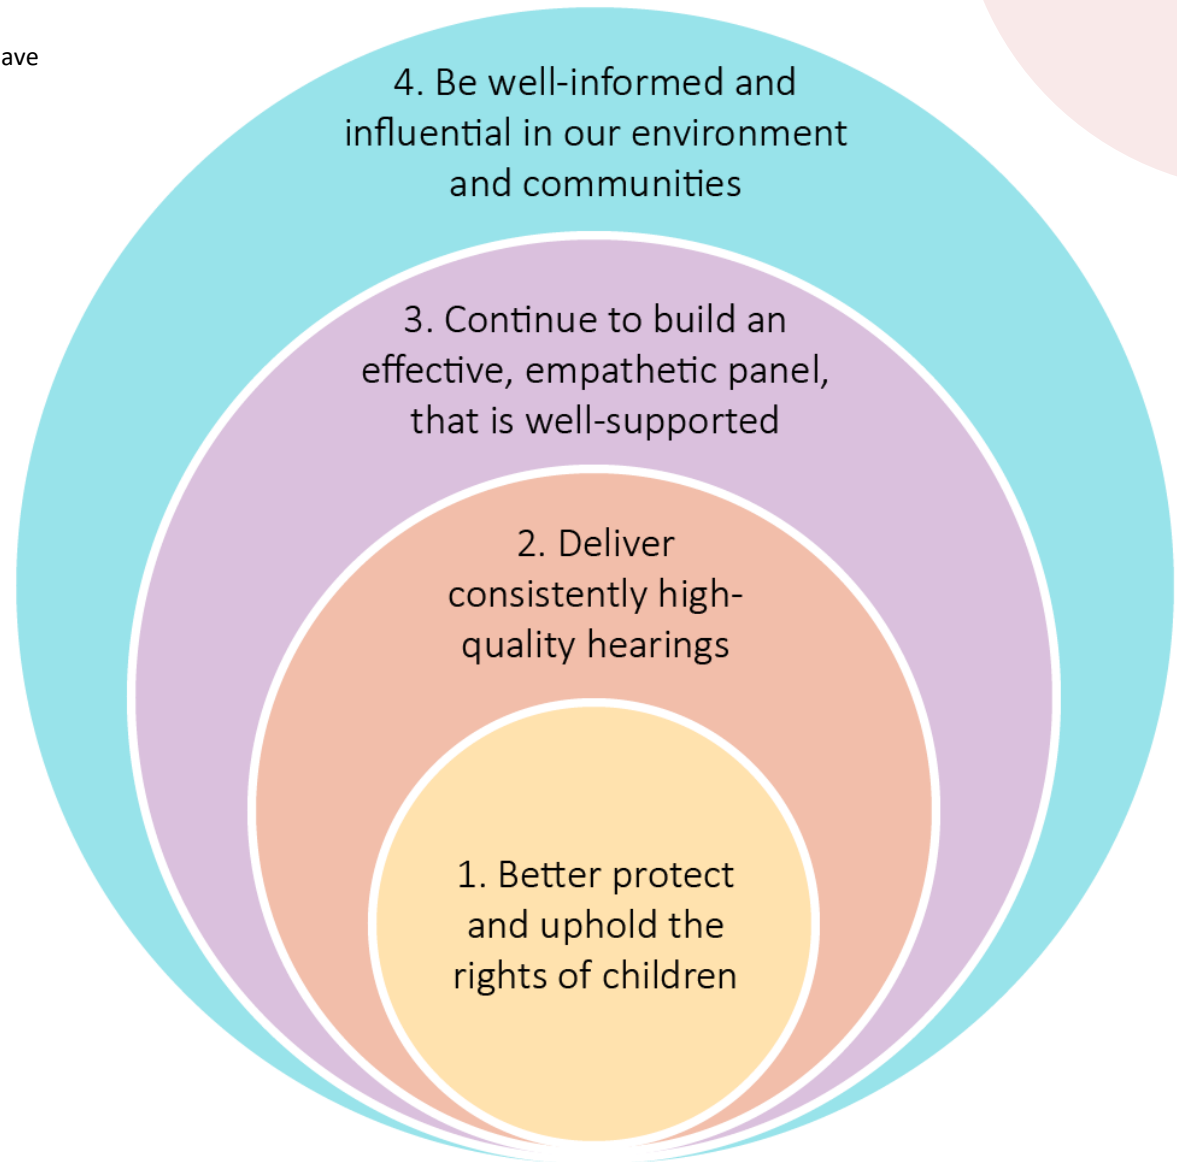 ave
4. Be well-informed and
influential in our environment
and communities
3. Continue to build an
effective, empathetic panel,
that is well-supported
2. Deliver
consistently high-
quality hearings
1. Better protect
and uphold the
rights of children